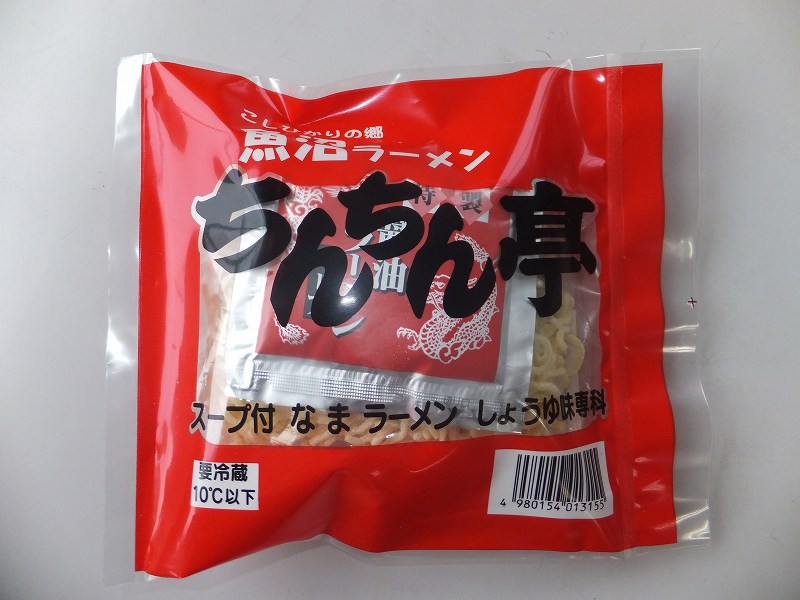 こしひかりの郷
魚沼ラーメン
ちんちん亭
特製
醤油
スープ付 なま ラーメン しょうゆ味専科
要冷蔵
10℃以下
4 980154 013155